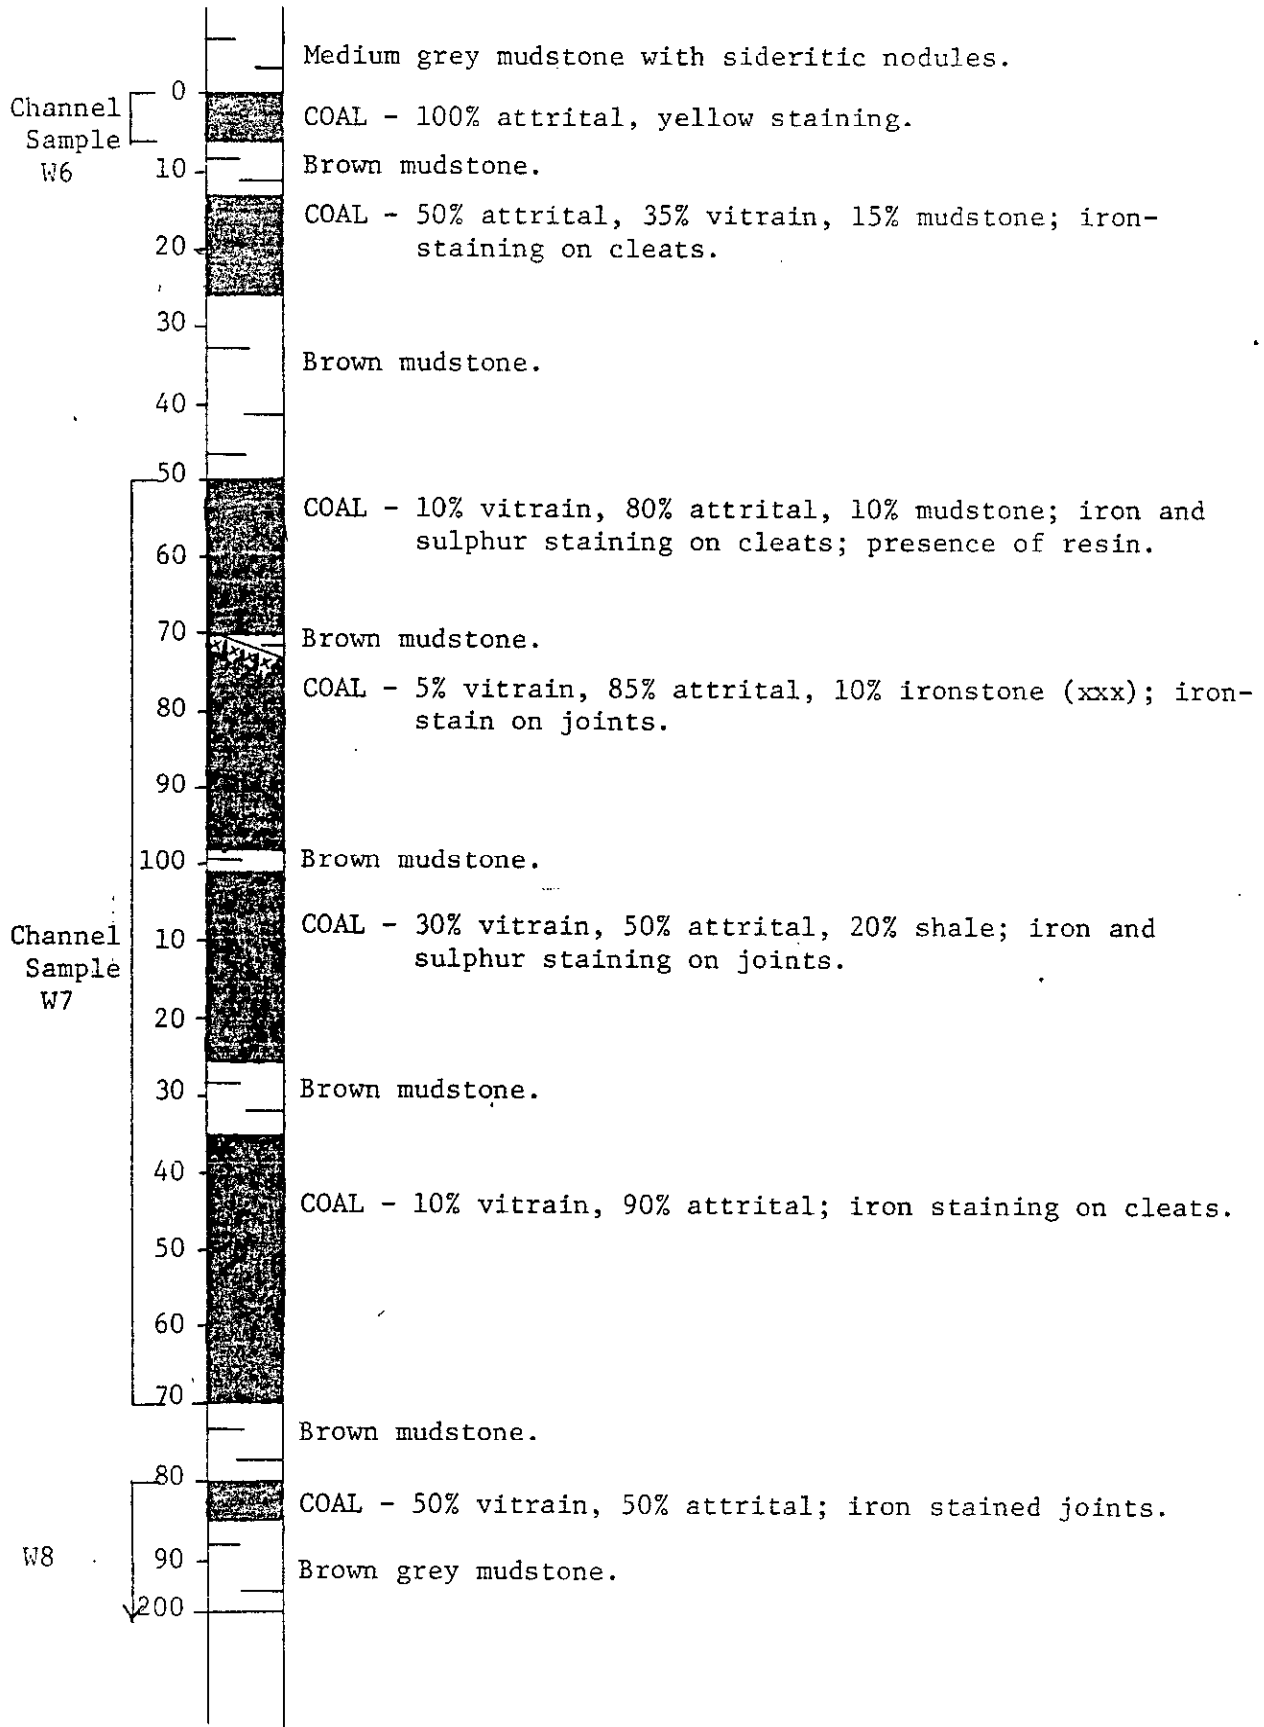 Medium grey mudstone with sideritic nodules.
0
Channel
Sample
W6
COAL - 100% attrital, yellow staining.
10
Brown mudstone.
COAL - 50% attrital, 35% vitrain, 15% mudstone; iron-
staining on cleats.
20
30
Brown mudstone.
40
50
COAL - 10% vitrain, 80% attrital, 10% mudstone; iron and
sulphur staining on cleats; presence of resin.
60
70
Brown mudstone.
xxxx
COAL - 5% vitrain, 85% attrital, 10% ironstone (xxx); iron-
stain on joints.
80
90
100
Brown mudstone.
Channel
Sample
W7
10
COAL - 30% vitrain, 50% attrital, 20% shale; iron and
sulphur staining on joints.
20
30
Brown mudstone.
40
COAL - 10% vitrain, 90% attrital; iron staining on cleats.
50
60
70
Brown mudstone.
80
COAL - 50% vitrain, 50% attrital; iron stained joints.
W8
90
Brown grey mudstone.
200